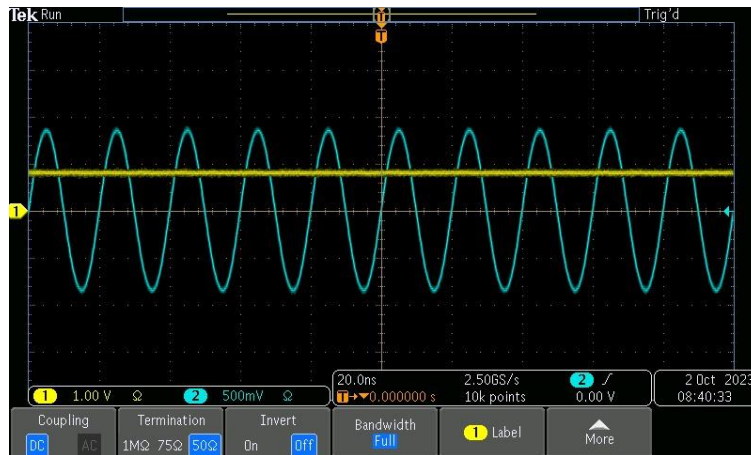 Tek Run Trig'd
T
T
1
1 1.00 V Ω 2 500mV Ω
20.0ns 2.50GS/s 2 2 Oct 2023
T→▼0.000000 s 10k points 0.00 V 08:40:33
Coupling Termination Invert Bandwidth 1 Label More
DC AC 1MΩ 75Ω 50Ω On Off Full